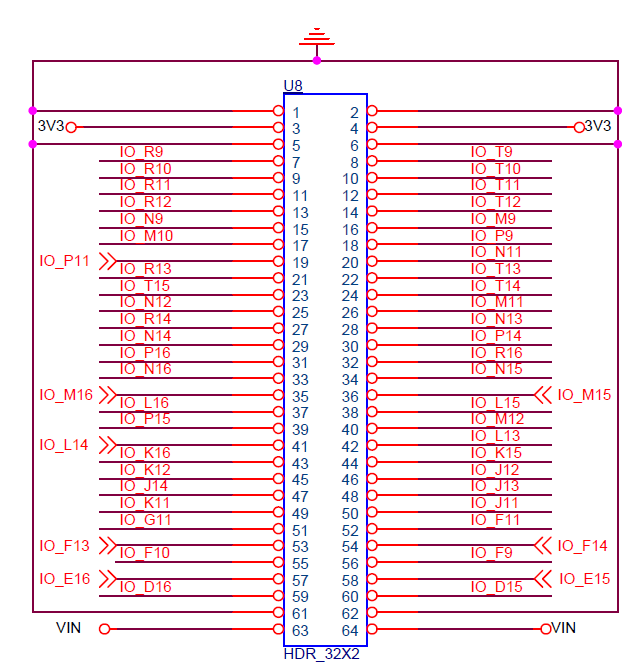 U8
1 2
3V3 3 4 3V3
5 6
IO_R9 7 8 IO_T9
IO_R10 9 10 IO_T10
IO_R11 11 12 IO_T11
IO_R12 13 14 IO_T12
IO_N9 15 16 IO_M9
IO_M10 17 18 IO_P9
IO_P11 19 20 IO_N11
IO_R13 21 22 IO_T13
IO_T15 23 24 IO_T14
IO_N12 25 26 IO_M11
IO_R14 27 28 IO_N13
IO_N14 29 30 IO_P14
IO_P16 31 32 IO_R16
IO_N16 33 34 IO_N15
IO_M16 35 36 IO_M15
IO_L16 37 38 IO_L15
IO_P15 39 40 IO_M12
IO_L14 41 42 IO_L13
IO_K16 43 44 IO_K15
IO_K12 45 46 IO_J12
IO_J14 47 48 IO_J13
IO_K11 49 50 IO_J11
IO_G11 51 52 IO_F11
IO_F13 53 54 IO_F14
IO_F10 55 56 IO_F9
IO_E16 57 58 IO_E15
IO_D16 59 60 IO_D15
61 62
VIN 63 64 VIN
HDR_32X2